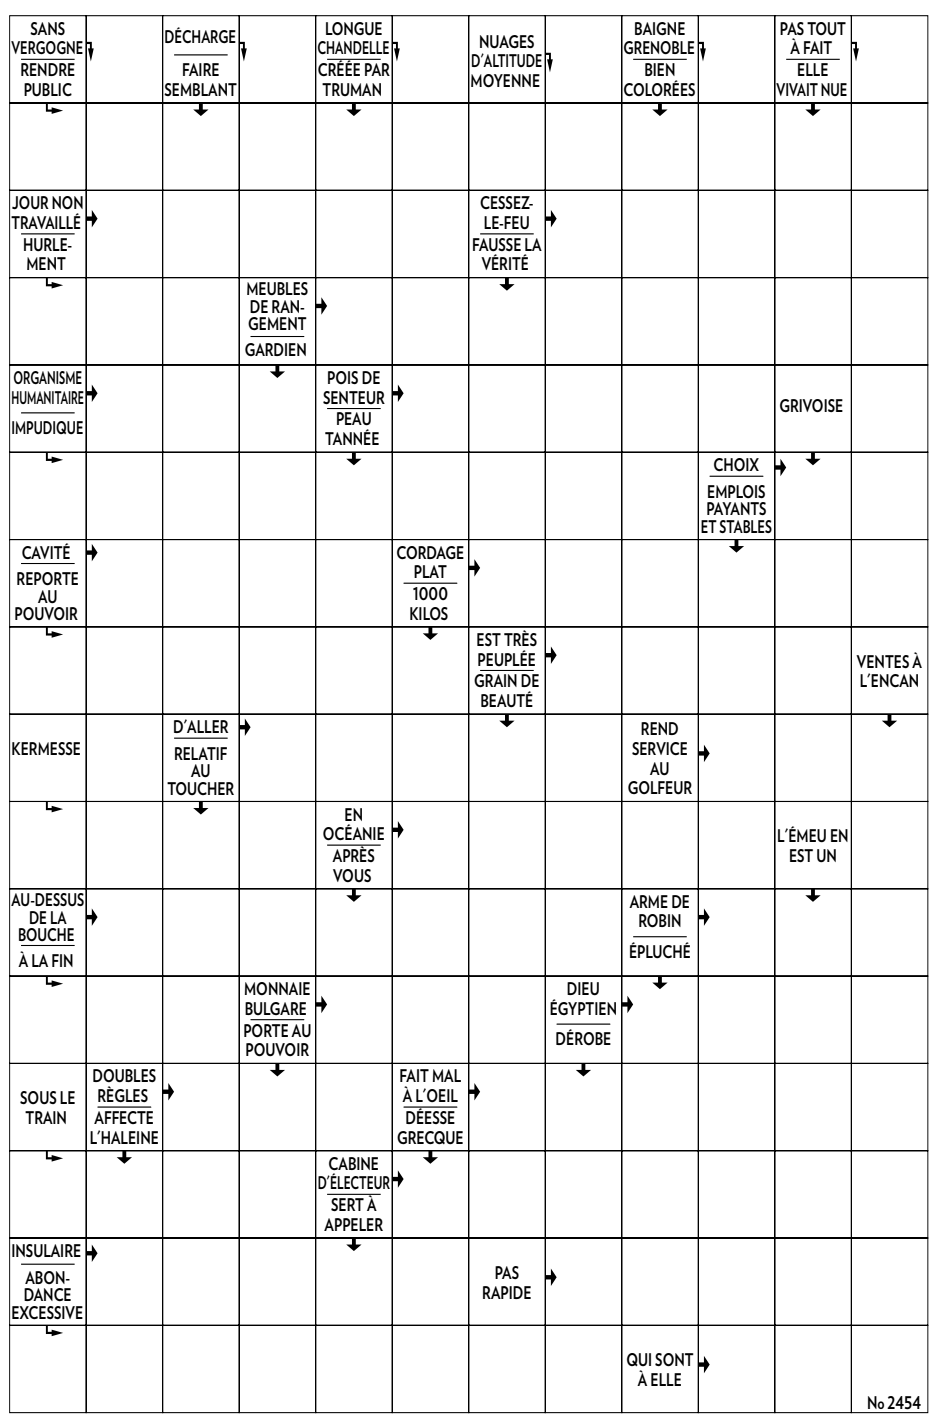 SANS
VERGOGNE
RENDRE
PUBLIC
DÉCHARGE
FAIRE
SEMBLANT
LONGUE
CHANDELLE
CRÉÉE PAR
TRUMAN
NUAGES
D'ALTITUDE
MOYENNE
BAIGNE
GRENOBLE
BIEN
COLORÉES
PAS TOUT
À FAIT
ELLE
VIVAIT NUE
JOUR NON
TRAVAILLÉ
HURLE-
MENT
CESSEZ-
LE-FEU
FAUSSE LA
VÉRITÉ
MEUBLES
DE RAN-
GEMENT
GARDIEN
ORGANISME
HUMANITAIRE
IMPUDIQUE
POIS DE
SENTEUR
PEAU
TANNÉE
GRIVOISE
CHOIX
EMPLOIS
PAYANTS
ET STABLES
CAVITÉ
REPORTE
AU
POUVOIR
CORDAGE
PLAT
1000
KILOS
EST TRÈS
PEUPLÉE
GRAIN DE
BEAUTÉ
VENTES À
L'ENCAN
KERMESSE
D'ALLER
RELATIF
AU
TOUCHER
REND
SERVICE
AU
GOLFEUR
EN
OCÉANIE
APRÈS
VOUS
L'ÉMEU EN
EST UN
AU-DESSUS
DE LA
BOUCHE
À LA FIN
ARME DE
ROBIN
ÉPLUCHÉ
MONNAIE
BULGARE
PORTE AU
POUVOIR
DIEU
ÉGYPTIEN
DÉROBE
SOUS LE
TRAIN
DOUBLES
RÈGLES
AFFECTE
L'HALEINE
FAIT MAL
À L'OEIL
DÉESSE
GRECQUE
CABINE
D'ÉLECTEUR
SERT À
APPELER
INSULAIRE
ABON-
DANCE
EXCESSIVE
PAS
RAPIDE
QUI SONT
À ELLE
No 2454